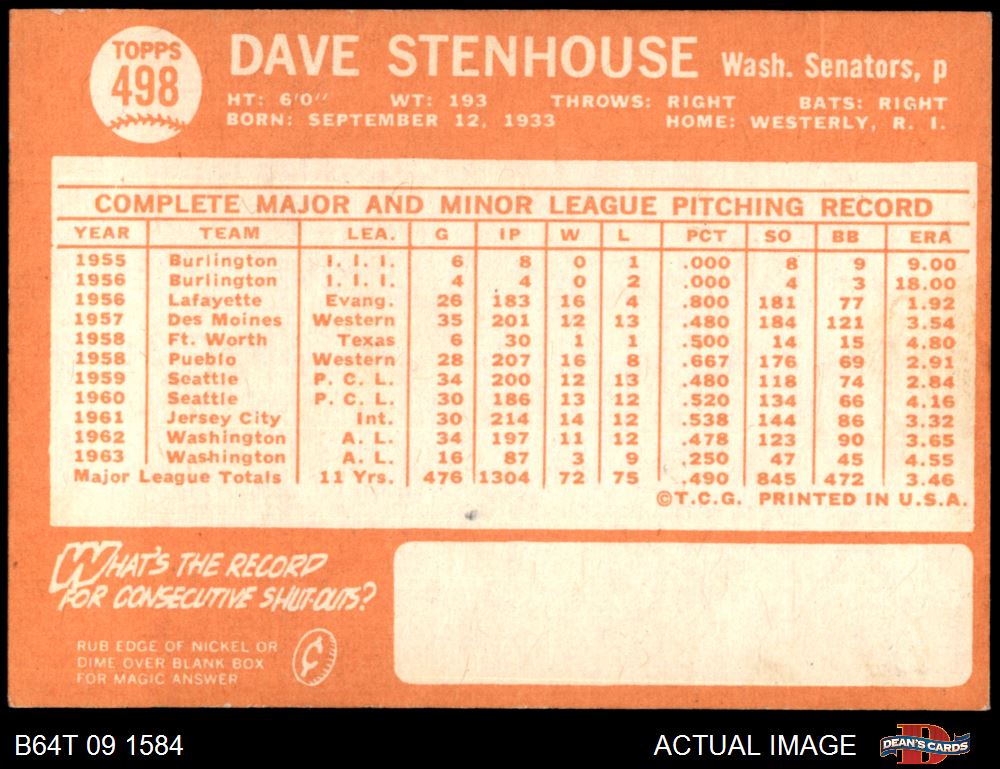 TOPPS
498
DAVE STENHOUSE Wash. Senators, p
HT: 6'0" WT: 193 THROWS: RIGHT BATS: RIGHT
BORN: SEPTEMBER 12, 1933 HOME: WESTERLY, R. I.
COMPLETE MAJOR AND MINOR LEAGUE PITCHING RECORD
YEAR TEAM LEA. G IP W L PCT SO BB ERA
1955 Burlington I. I. I. 6 8 0 1 .000 8 9 9.00
1956 Burlington I. I. I. 4 4 0 2 .000 4 3 18.00
1956 Lafayette Evang. 26 183 16 4 .800 181 77 1.92
1957 Des Moines Western 35 201 12 13 .480 184 121 3.54
1958 Ft. Worth Texas 6 30 1 1 .500 14 15 4.80
1958 Pueblo Western 28 207 16 8 .667 176 69 2.91
1959 Seattle P. C. L. 34 200 12 13 .480 118 74 2.84
1960 Seattle P. C. L. 30 186 13 12 .520 134 66 4.16
1961 Jersey City Int. 30 214 14 12 .538 144 86 3.32
1962 Washington A. L. 34 197 11 12 .478 123 90 3.65
1963 Washington A. L. 16 87 3 9 .250 47 45 4.55
Major League Totals 11 Yrs. 476 1304 72 75 .490 845 472 3.46
©T.C.G. PRINTED IN U.S.A.
WHAT'S THE RECORD
FOR CONSECUTIVE SHUT-OUTS?
RUB EDGE OF NICKEL OR
DIME OVER BLANK BOX
FOR MAGIC ANSWER
¢
B64T 09 1584 ACTUAL IMAGE DEAN'S CARDS